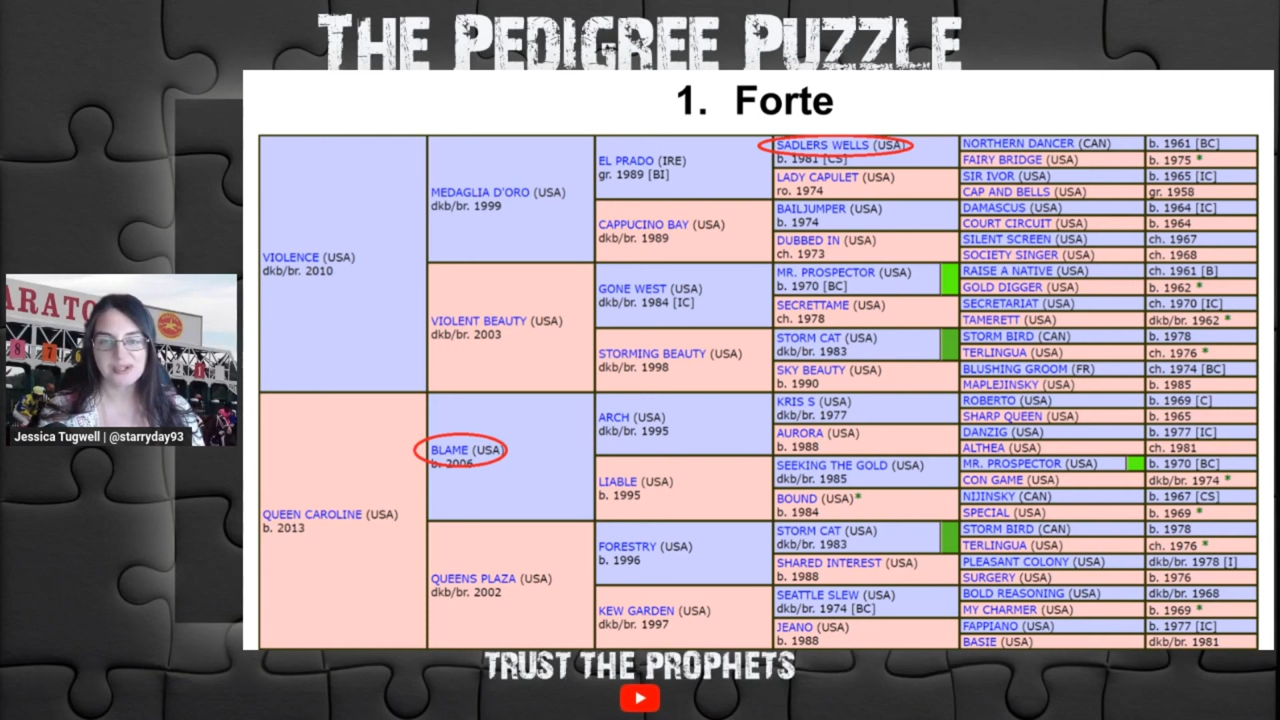 THE PEDIGREE PUZZLE
1. Forte
VIOLENCE (USA)
dkb/br. 2010
QUEEN CAROLINE (USA)
b. 2013
MEDAGLIA D'ORO (USA)
dkb/br. 1999
VIOLENT BEAUTY (USA)
dkb/br. 2003
BLAME (USA)
b. 2006
QUEENS PLAZA (USA)
dkb/br. 2002
EL PRADO (IRE)
gr. 1989 [BI]
CAPPUCINO BAY (USA)
dkb/br. 1989
GONE WEST (USA)
dkb/br. 1984 [IC]
STORMING BEAUTY (USA)
dkb/br. 1998
ARCH (USA)
dkb/br. 1995
LIABLE (USA)
b. 1995
FORESTRY (USA)
b. 1996
KEW GARDEN (USA)
dkb/br. 1997
SADLERS WELLS (USA)
b. 1981 [CS]
LADY CAPULET (USA)
ro. 1974
BAILJUMPER (USA)
b. 1974
DUBBED IN (USA)
ch. 1973
MR. PROSPECTOR (USA)
b. 1970 [BC]
SECRETTAME (USA)
ch. 1978
STORM CAT (USA)
dkb/br. 1983
SKY BEAUTY (USA)
b. 1990
KRIS S (USA)
dkb/br. 1977
AURORA (USA)
b. 1988
SEEKING THE GOLD (USA)
dkb/br. 1985
BOUND (USA)*
b. 1984
STORM CAT (USA)
dkb/br. 1983
SHARED INTEREST (USA)
b. 1988
SEATTLE SLEW (USA)
dkb/br. 1974 [BC]
JEANO (USA)
b. 1988
NORTHERN DANCER (CAN) b. 1961 [BC]
FAIRY BRIDGE (USA) b. 1975 *
SIR IVOR (USA) b. 1965 [IC]
CAP AND BELLS (USA) gr. 1958
DAMASCUS (USA) b. 1964 [IC]
COURT CIRCUIT (USA) b. 1964
SILENT SCREEN (USA) ch. 1967
SOCIETY SINGER (USA) ch. 1968
RAISE A NATIVE (USA) ch. 1961 [B]
GOLD DIGGER (USA) b. 1962 *
SECRETARIAT (USA) ch. 1970 [IC]
TAMERETT (USA) dkb/br. 1962 *
STORM BIRD (CAN) b. 1978
TERLINGUA (USA) ch. 1976 *
BLUSHING GROOM (FR) ch. 1974 [BC]
MAPLEJINSKY (USA) b. 1985
ROBERTO (USA) b. 1969 [C]
SHARP QUEEN (USA) b. 1965
DANZIG (USA) b. 1977 [IC]
ALTHEA (USA) ch. 1981
MR. PROSPECTOR (USA) b. 1970 [BC]
CON GAME (USA) dkb/br. 1974 *
NIJINSKY (CAN) b. 1967 [CS]
SPECIAL (USA) b. 1969 *
STORM BIRD (CAN) b. 1978
TERLINGUA (USA) ch. 1976 *
PLEASANT COLONY (USA) dkb/br. 1978 [I]
SURGERY (USA) b. 1976
BOLD REASONING (USA) dkb/br. 1968
MY CHARMER (USA) b. 1969 *
FAPPIANO (USA) b. 1977 [IC]
BASIE (USA) dkb/br. 1981
ARATO
8 7 2 1
Jessica Tugwell | @starryday93
TRUST THE PROPHETS